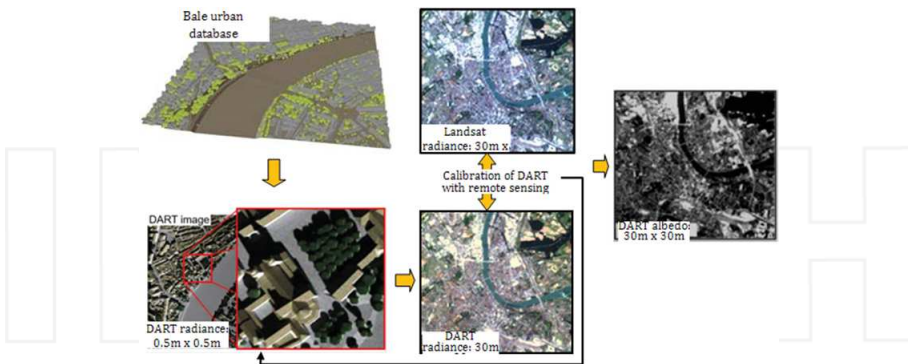 Bale urban
database
Landsat
radiance: 30m x
Calibration of DART
with remote sensing
DART albedo:
30m x 30m
DART image
DART radiance:
0.5m x 0.5m
DART
radiance: 30m